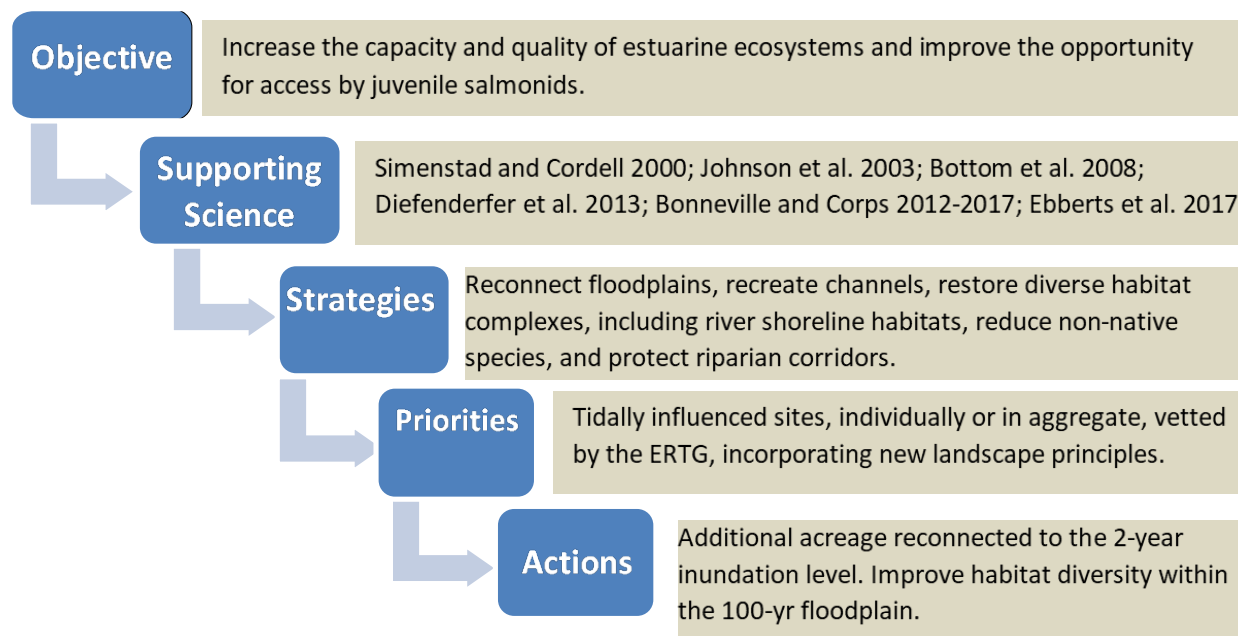 Objective
Increase the capacity and quality of estuarine ecosystems and improve the opportunity
for access by juvenile salmonids.
Supporting
Science
Simenstad and Cordell 2000; Johnson et al. 2003; Bottom et al. 2008;
Diefenderfer et al. 2013; Bonneville and Corps 2012-2017; Ebberts et al. 2017
Strategies
Reconnect floodplains, recreate channels, restore diverse habitat
complexes, including river shoreline habitats, reduce non-native
species, and protect riparian corridors.
Priorities
Tidally influenced sites, individually or in aggregate, vetted
by the ERTG, incorporating new landscape principles.
Actions
Additional acreage reconnected to the 2-year
inundation level. Improve habitat diversity within
the 100-yr floodplain.